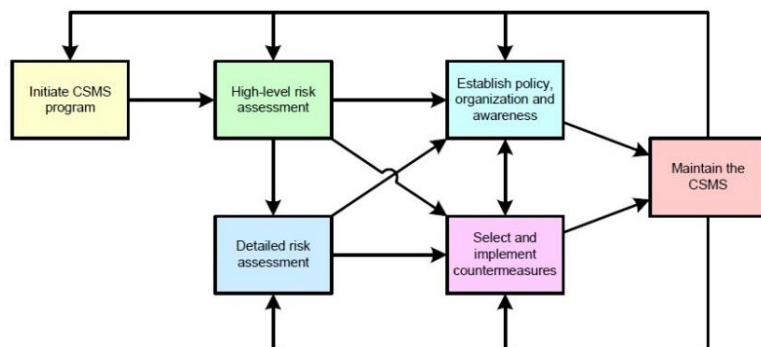 Initiate CSMS
program
High-level risk
assessment
Establish policy,
organization and
awareness
Maintain the
CSMS
Detailed risk
assessment
Select and
implement
countermeasures